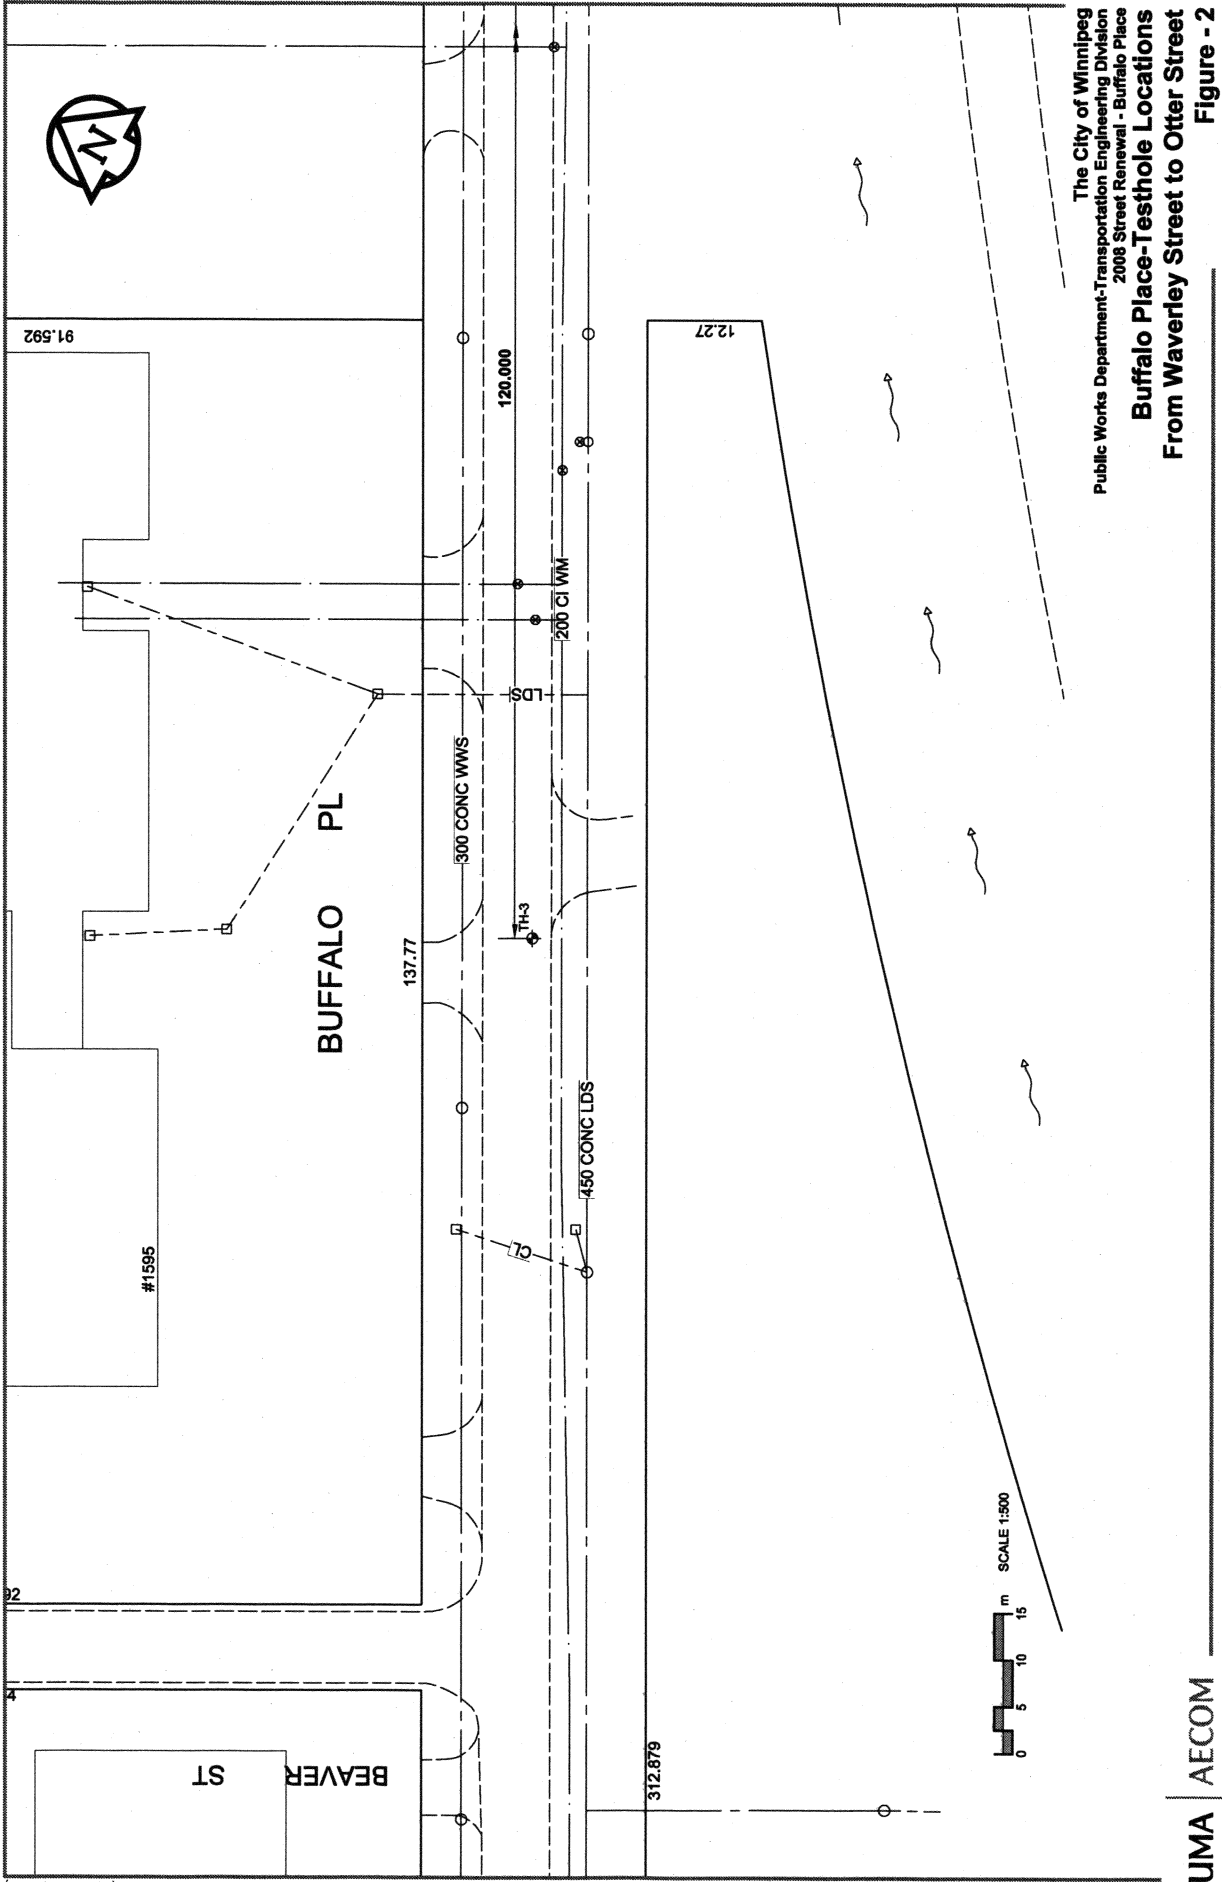 The City of Winnipeg
Public Works Department-Transportation Engineering Division
2008 Street Renewal - Buffalo Place
Buffalo Place-Testhole Locations
From Waverley Street to Otter Street
Figure - 2
N
91.592
12.27
120.000
200 CI WM
LDS
300 CONC WWS
BUFFALO PL
137.77
TH-3
450 CONC LDS
CL
#1595
92
4
BEAVER
ST
312.879
SCALE 1:500
0 5 10 15 m
UMA | AECOM